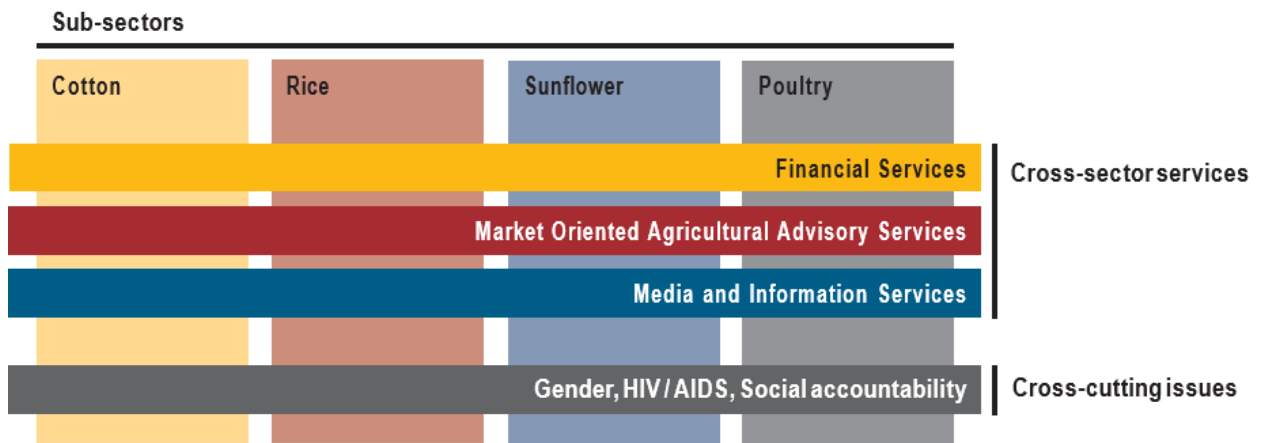 Sub-sectors
Cotton
Rice
Sunflower
Poultry
Financial Services
Cross-sector services
Market Oriented Agricultural Advisory Services
Media and Information Services
Gender, HIV/AIDS, Social accountability
Cross-cutting issues